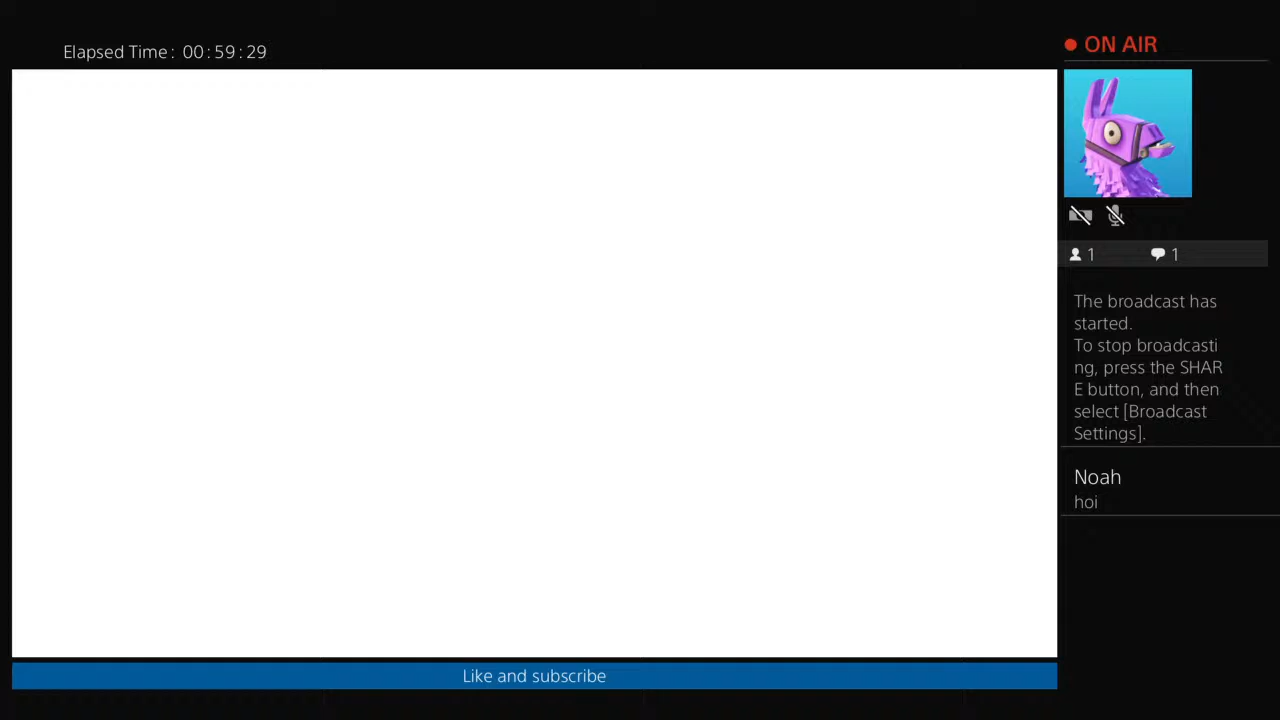 Elapsed Time: 00:59:29
ON AIR
1 1
The broadcast has
started.
To stop broadcasti
ng, press the SHAR
E button, and then
select [Broadcast
Settings].
Noah
hoi
Like and subscribe